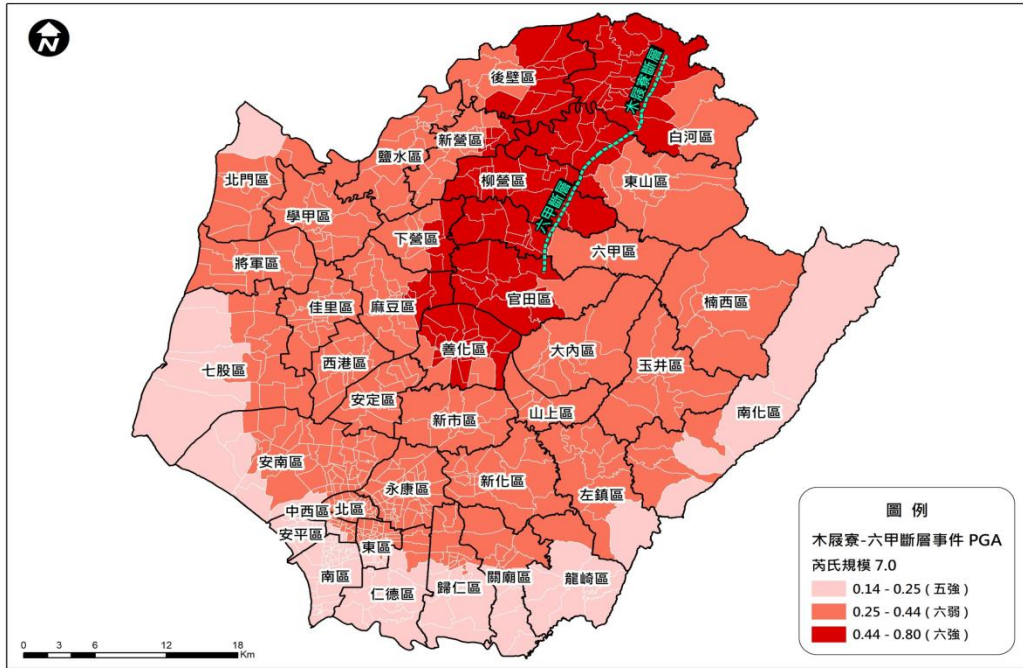 N
後壁區
木屐寮斷層
白河區
新營區
鹽水區
柳營區
東山區
北門區
學甲區
六甲斷層
下營區
六甲區
將軍區
官田區
楠西區
佳里區
麻豆區
善化區
大內區
七股區
西港區
玉井區
安定區
新市區
山上區
南化區
安南區
永康區
新化區
左鎮區
中西區
北區
安平區
東區
南區
仁德區
歸仁區
關廟區
龍崎區
圖 例
木屐寮-六甲斷層事件 PGA
芮氏規模 7.0
0.14 - 0.25 ( 五強 )
0.25 - 0.44 ( 六弱 )
0.44 - 0.80 ( 六強 )
0 3 6 12 18
Km